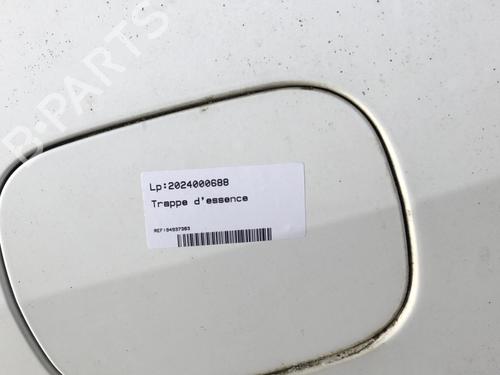 B-PARTS
Lp:2024000688
Trappe d'essence
REF:84937363